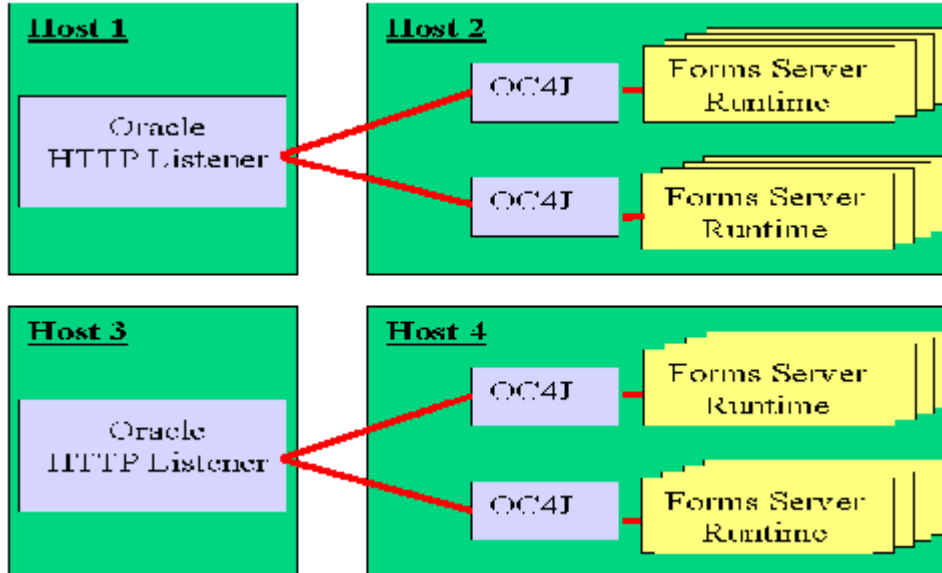 Host 1
Oracle
HTTP Listener
Host 2
OC4J
Forms Server
Runtime
OC4J
Forms Server
Runtime
Host 3
Oracle
HTTP Listener
Host 4
OC4J
Forms Server
Runtime
OC4J
Forms Server
Runtime